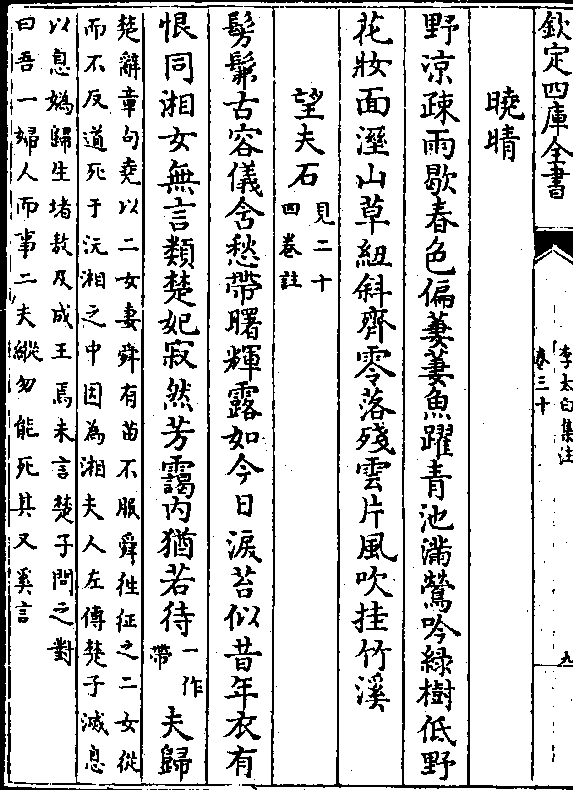 欽定四庫全書
李太白集注
卷三十
九
曉晴
野涼疎雨歇春色偏萋萋魚躍青池滿鶯吟綠樹低野
花妝面溼山草紐斜齊零落殘雲片風吹挂竹溪
望夫石見二十四卷註
髣髴古容儀含愁帶曙輝露如今日淚苔似昔年衣有
恨同湘女無言類楚妃寂然芳靄内猶若待一作帶夫歸
楚辭章句堯以二女妻舜有苗不服舜徃征之二女從
而不反道死于沅湘之中因為湘夫人左傳楚子滅息
以息媯歸生堵敖及成王焉未言楚子問之對
曰吾一婦人而事二夫縱勿能死其又奚言